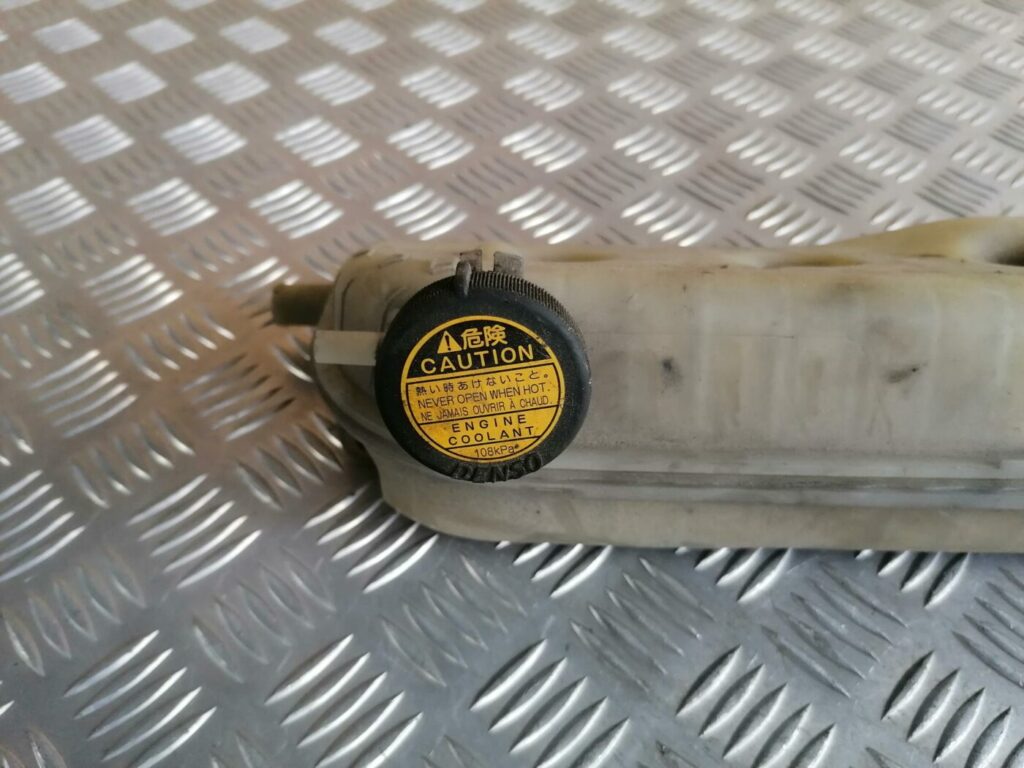 危険
CAUTION
熱い時あけないこと。
NEVER OPEN WHEN HOT.
NE JAMAIS OUVRIR À CHAUD.
ENGINE
COOLANT
108kPa
DENSO